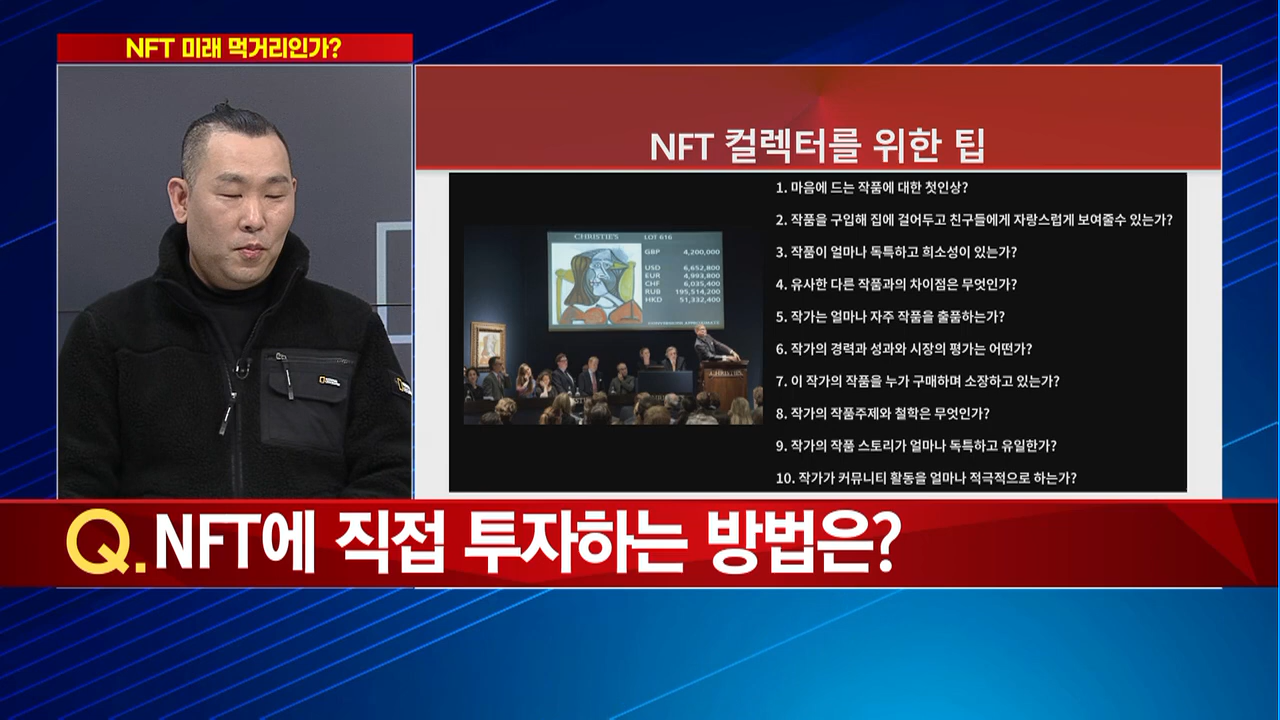 NFT 미래 먹거리인가?
NFT 컬렉터를 위한 팁
CHRISTIE'S LOT 616
GBP 4,200,000
USD 6,652,800
EUR 4,993,800
CHF 6,035,400
RUB 195,514,200
HKD 51,332,400
CHRISTIE'S
1. 마음에 드는 작품에 대한 첫인상?
2. 작품을 구입해 집에 걸어두고 친구들에게 자랑스럽게 보여줄수 있는가?
3. 작품이 얼마나 독특하고 희소성이 있는가?
4. 유사한 다른 작품과의 차이점은 무엇인가?
5. 작가는 얼마나 자주 작품을 출품하는가?
6. 작가의 경력과 성과와 시장의 평가는 어떤가?
7. 이 작가의 작품을 누가 구매하며 소장하고 있는가?
8. 작가의 작품주제와 철학은 무엇인가?
9. 작가의 작품 스토리가 얼마나 독특하고 유일한가?
10. 작가가 커뮤니티 활동을 얼마나 적극적으로 하는가?
Q. NFT에 직접 투자하는 방법은?